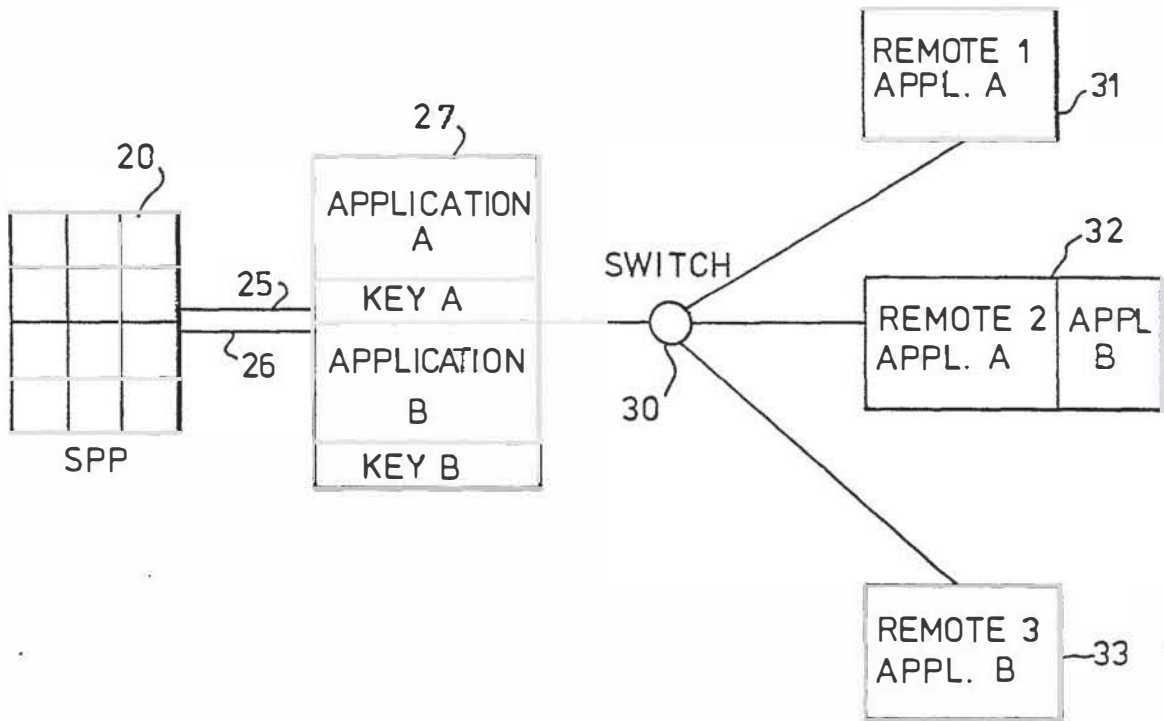 20
SPP
25
26
27
APPLICATION
A
KEY A
APPLICATION
B
KEY B
SWITCH
30
REMOTE 1
APPL. A
31
32
REMOTE 2
APPL. A
APPL
B
REMOTE 3
APPL. B
33